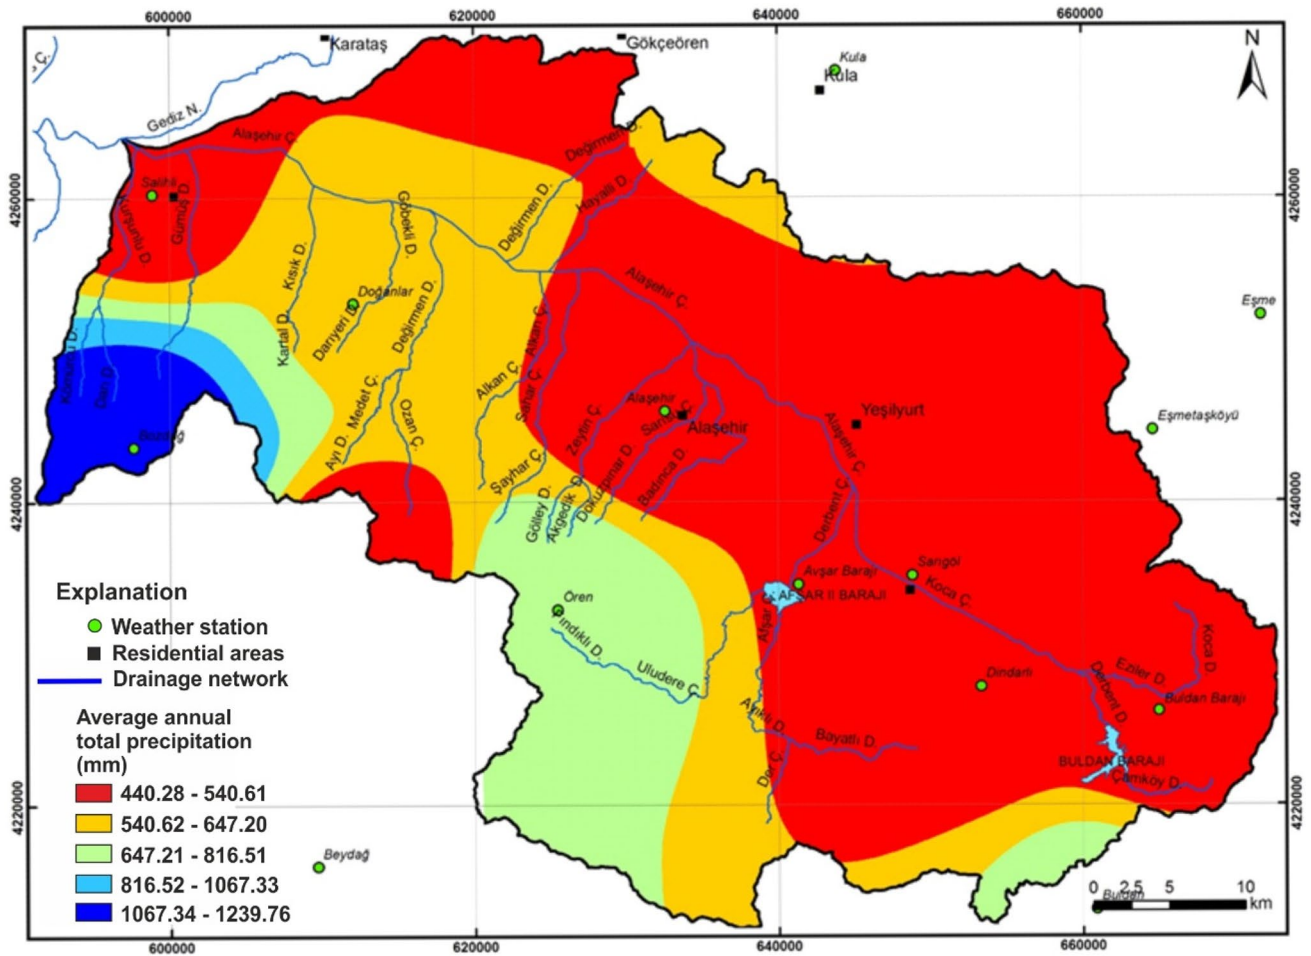 600000
620000
640000
660000
Karataş
Gökçeören
Kula
Kula
N
Ç.
Gediz N.
Alaşehir Ç.
Değirmen D.
4260000
4260000
Salihli
Kurşunlu D.
Gümüş D.
Göbekli D.
Değirmen D.
Hayallı D.
Kısık D.
Doğanlar
Alaşehir Ç.
Eşme
Kartal D.
Darıyeri D.
Değirmen D.
Alkan Ç.
Alkan Ç.
Sahar Ç.
Medet Ç.
Ozan Ç.
Ayı D.
Bozdağ
Alaşehir
Alaşehir
Zeytin Ç.
Yeşilyurt
Alaşehir Ç.
Eşmetaşköyü
Şayhar Ç.
Gölley D.
Akgedik D.
Dokuzpınar D.
Badınca D.
Derbent Ç.
4240000
4240000
Avşar Barajı
AFŞAR II BARAJI
Sarıgöl
Koca Ç.
Ören
Fındıklı D.
Uludere Ç.
Afşar Ç.
Dindarlı
Derbent D.
Eziler D.
Koca D.
Buldan Barajı
Ayıklı D.
Bayatlı D.
Der Ç.
BULDAN BARAJI
Çamköy D.
4220000
4220000
Beydağ
Buldan
Explanation
Weather station
Residential areas
Drainage network
Average annual
total precipitation
(mm)
440.28 - 540.61
540.62 - 647.20
647.21 - 816.51
816.52 - 1067.33
1067.34 - 1239.76
0 2,5 5 10
km
600000
620000
640000
660000